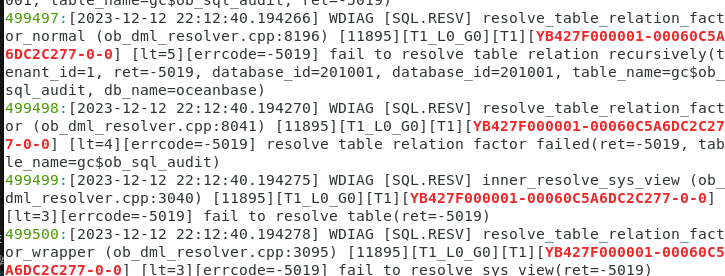 001, table_name=gc$ob_sql_audit, ret=-5019)
499497:[2023-12-12 22:12:40.194266] WDIAG [SQL.RESV] resolve_table_relation_fact
or_normal (ob_dml_resolver.cpp:8196) [11895][T1_L0_G0][T1][YB427F000001-00060C5A
6DC2C277-0-0] [lt=5][errcode=-5019] fail to resolve table relation recursively(t
enant_id=1, ret=-5019, database_id=201001, database_id=201001, table_name=gc$ob_
sql_audit, db_name=oceanbase)
499498:[2023-12-12 22:12:40.194270] WDIAG [SQL.RESV] resolve_table_relation_fact
or (ob_dml_resolver.cpp:8041) [11895][T1_L0_G0][T1][YB427F000001-00060C5A6DC2C27
7-0-0] [lt=4][errcode=-5019] resolve table relation factor failed(ret=-5019, tab
le_name=gc$ob_sql_audit)
499499:[2023-12-12 22:12:40.194275] WDIAG [SQL.RESV] inner_resolve_sys_view (ob_
dml_resolver.cpp:3040) [11895][T1_L0_G0][T1][YB427F000001-00060C5A6DC2C277-0-0]
[lt=3][errcode=-5019] fail to resolve table(ret=-5019)
499500:[2023-12-12 22:12:40.194278] WDIAG [SQL.RESV] resolve_table_relation_fact
or_wrapper (ob_dml_resolver.cpp:3095) [11895][T1_L0_G0][T1][YB427F000001-00060C5
A6DC2C277-0-0] [lt=3][errcode=-5019] fail to resolve sys view(ret=-5019)